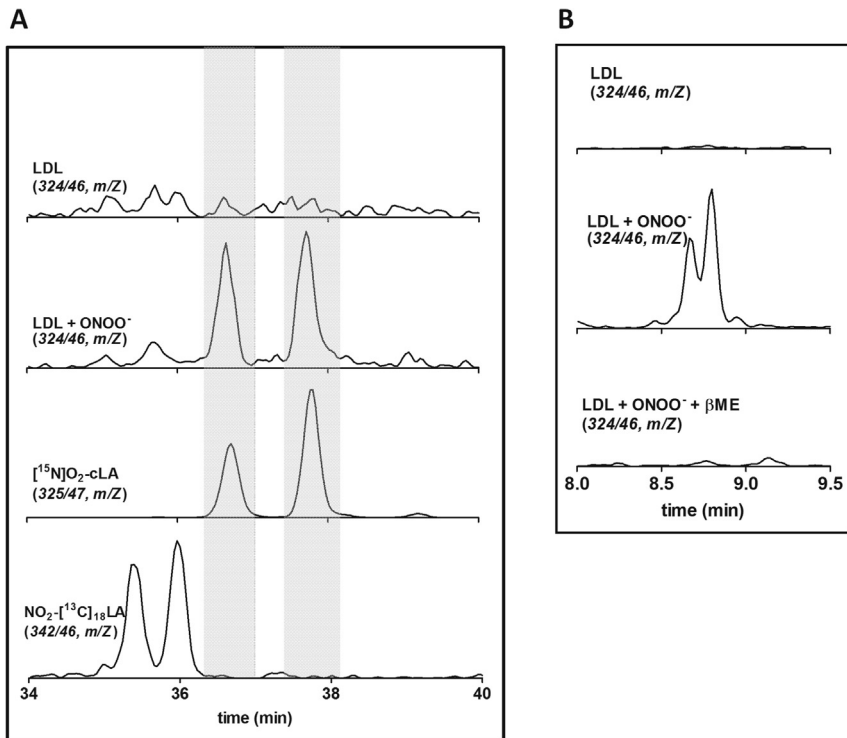 A
LDL
(324/46, m/Z)
LDL + ONOO⁻
(324/46, m/Z)
[¹⁵N]O₂-cLA
(325/47, m/Z)
NO₂-[¹³C]₁₈LA
(342/46, m/Z)
34 36 38 40
time (min)
B
LDL
(324/46, m/Z)
LDL + ONOO⁻
(324/46, m/Z)
LDL + ONOO⁻ + βME
(324/46, m/Z)
8.0 8.5 9.0 9.5
time (min)